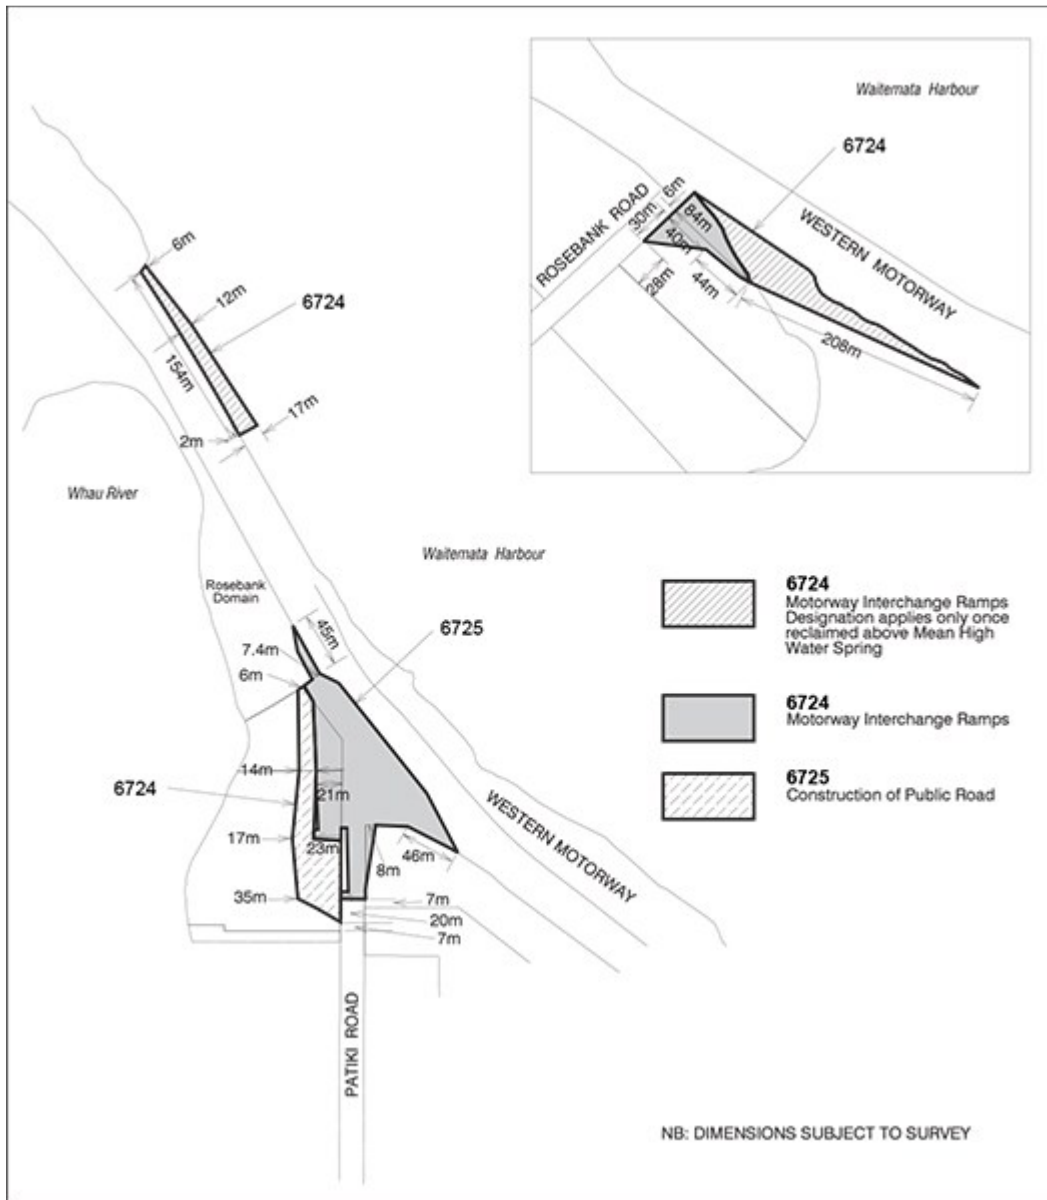 Waitemata Harbour
6724
6m
30m
84m
ROSEBANK ROAD
40m
WESTERN MOTORWAY
28m
44m
208m
6m
12m
6724
154m
17m
2m
Whau River
Waitemata Harbour
Rosebank
Domain
45m
6725
7.4m
6m
14m
21m
6724
17m
23m
8m
46m
WESTERN MOTORWAY
35m
7m
20m
7m
PATIKI ROAD
6724
Motorway Interchange Ramps
Designation applies only once
reclaimed above Mean High
Water Spring
6724
Motorway Interchange Ramps
6725
Construction of Public Road
NB: DIMENSIONS SUBJECT TO SURVEY